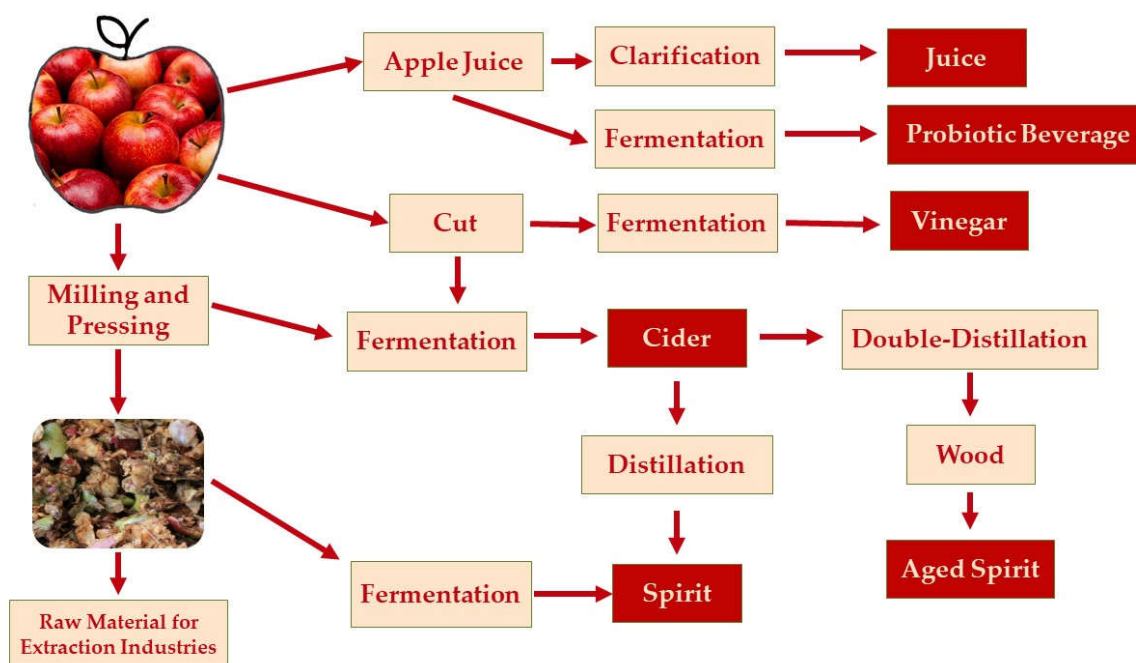 Apple Juice
Clarification
Juice
Fermentation
Probiotic Beverage
Cut
Fermentation
Vinegar
Milling and
Pressing
Fermentation
Cider
Double-Distillation
Distillation
Wood
Fermentation
Spirit
Aged Spirit
Raw Material for
Extraction Industries